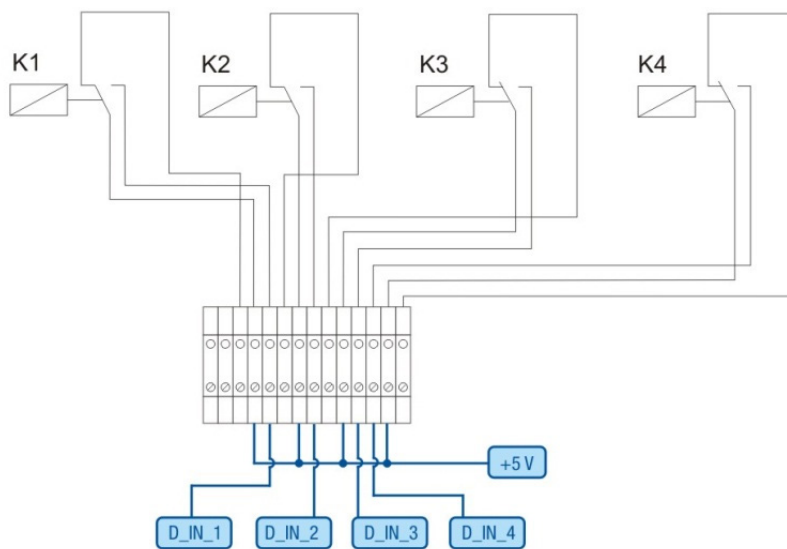 K1
K2
K3
K4
+5 V
D_IN_1
D_IN_2
D_IN_3
D_IN_4